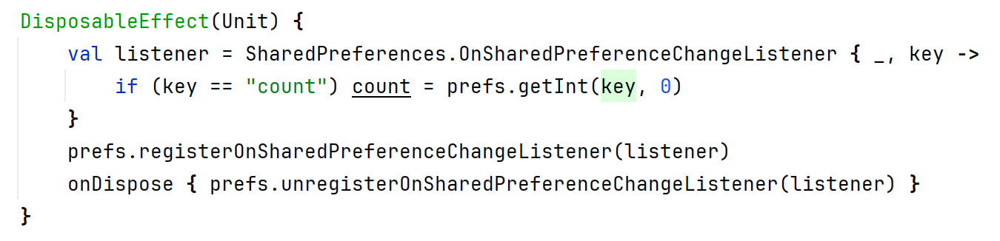 DisposableEffect(Unit) {
    val listener = SharedPreferences.OnSharedPreferenceChangeListener { _, key ->
        if (key == "count") count = prefs.getInt(key, 0)
    }
    prefs.registerOnSharedPreferenceChangeListener(listener)
    onDispose { prefs.unregisterOnSharedPreferenceChangeListener(listener) }
}